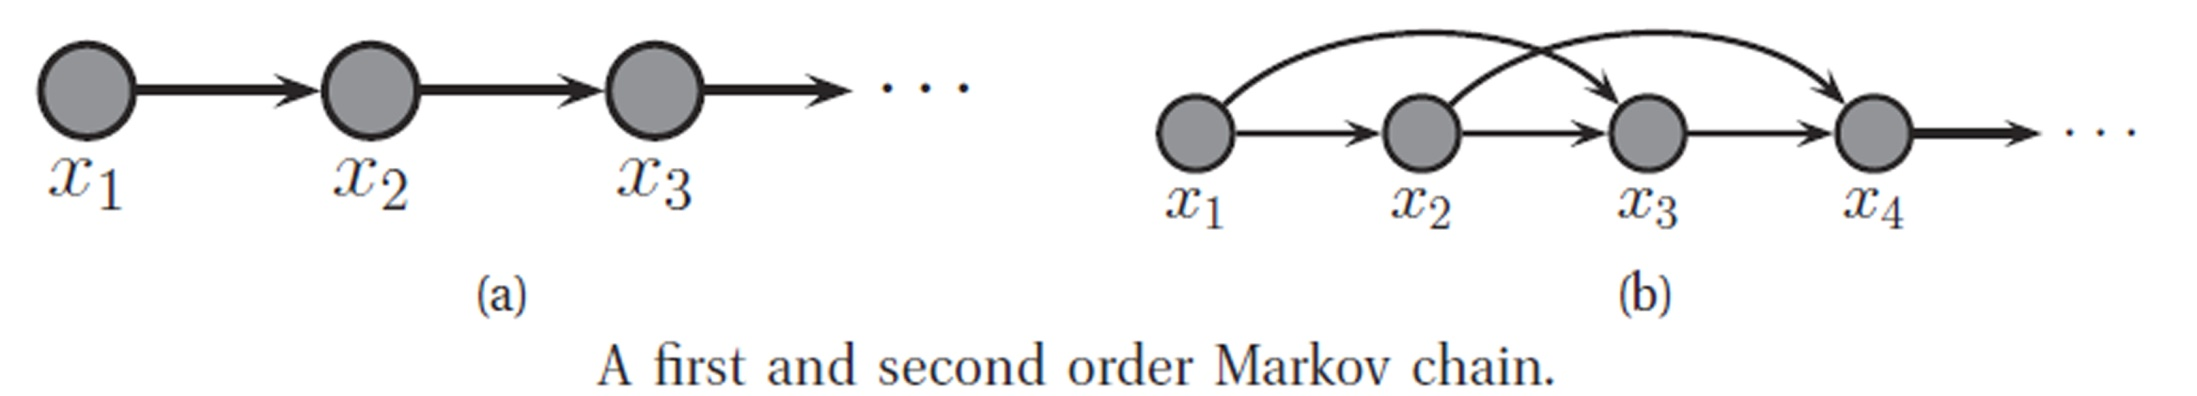 x₁ x₂ x₃ · · ·
(a)
x₁ x₂ x₃ x₄ · · ·
(b)
A first and second order Markov chain.